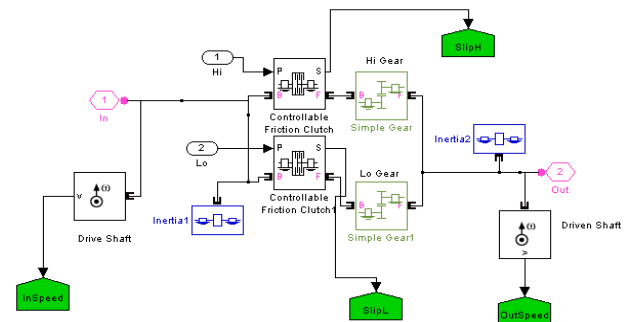 SlipH
1
Hi
P
S
B
F
Hi Gear
B
F
1
In
Controllable
Friction Clutch
Simple Gear
2
Lo
P
S
B
F
Lo Gear
B
F
Inertia2
2
Out
Inertia1
Controllable
Friction Clutch1
Simple Gear1
v
ω
Drive Shaft
ω
v
Driven Shaft
InSpeed
SlipL
OutSpeed